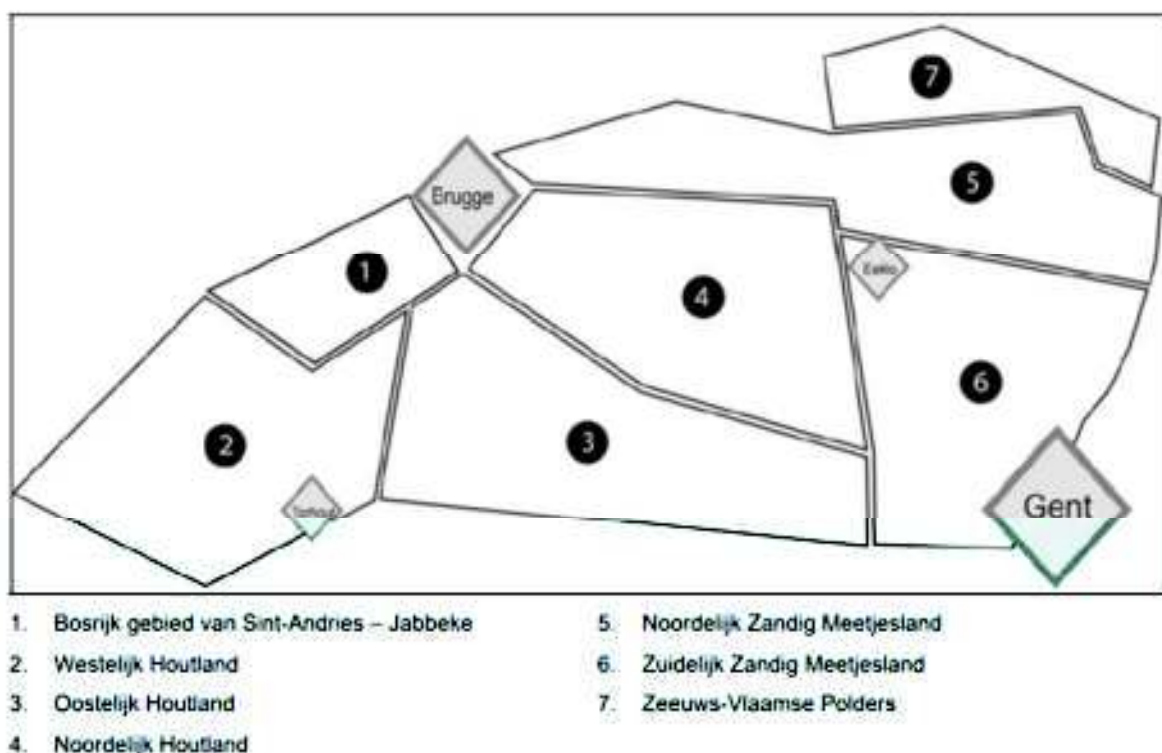 7
Brugge
5
1
4
Eeklo
6
2
3
Torhout
Gent
1. Bosrijk gebied van Sint-Andries – Jabbeke
2. Westelijk Houtland
3. Oostelijk Houtland
4. Noordelijk Houtland
5. Noordelijk Zandig Meetjesland
6. Zuidelijk Zandig Meetjesland
7. Zeeuws-Vlaamse Polders